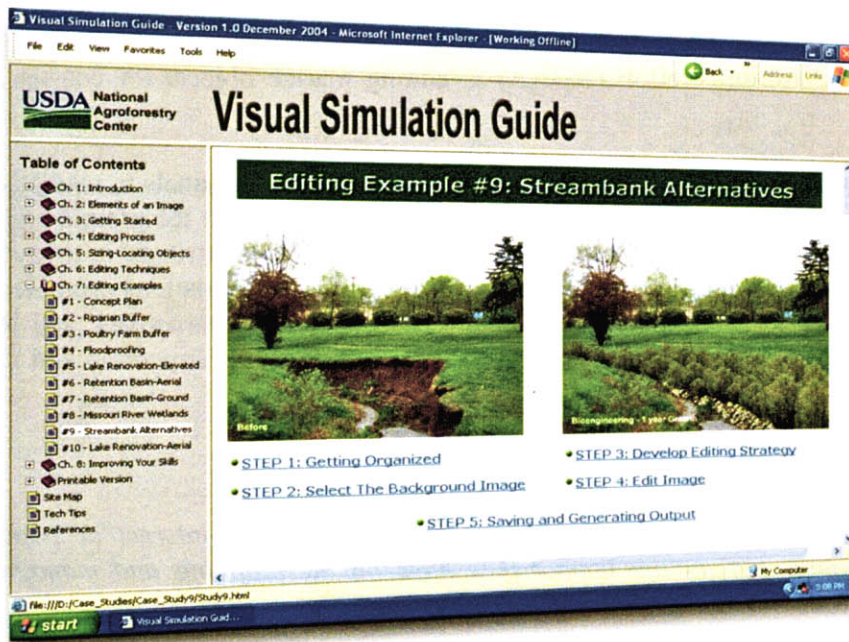 Visual Simulation Guide - Version 1.0 December 2004 - Microsoft Internet Explorer - [Working Offline]
File Edit View Favorites Tools Help
Back
Address Links
USDA National Agroforestry Center
Visual Simulation Guide
Table of Contents
Ch. 1: Introduction
Ch. 2: Elements of an Image
Ch. 3: Getting Started
Ch. 4: Editing Process
Ch. 5: Sizing-Locating Objects
Ch. 6: Editing Techniques
Ch. 7: Editing Examples
#1 - Concept Plan
#2 - Riparian Buffer
#3 - Poultry Farm Buffer
#4 - Floodproofing
#5 - Lake Renovation-Elevated
#6 - Retention Basin-Aerial
#7 - Retention Basin-Ground
#8 - Missouri River Wetlands
#9 - Streambank Alternatives
#10 - Lake Renovation-Aerial
Ch. 8: Improving Your Skills
Printable Version
Site Map
Tech Tips
References
Editing Example #9: Streambank Alternatives
Before
Bioengineering - 1 year Growth
STEP 1: Getting Organized
STEP 2: Select The Background Image
STEP 3: Develop Editing Strategy
STEP 4: Edit Image
STEP 5: Saving and Generating Output
My Computer
file:///D:/Case_Studies/Case_Study9/Study9.html
start
Visual Simulation Guid...